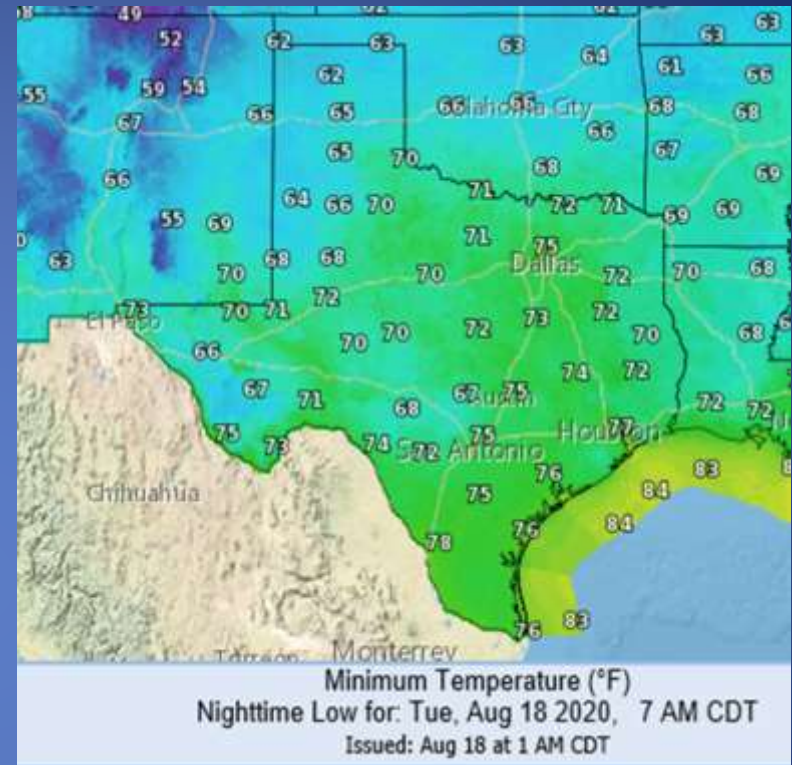 49
52 62 63 63 64 63 63
55 59 54 62 61 66
67 66 65 66 66 68 68
Oklahoma City
66 65 70 66 67
66 64 66 70 68 69
55 69 71 72 71 69 69
63 70 68 68 71 75
Dallas
70 72 70 68
73 70 71 72 73 72
El Paso
66 70 70 72 70 68
67 71 68 67 75 74 72
Austin
75 73 74 72 75 77 72 72
San Antonio Houston
Chihuahua
75 76 84 83
78 76 84
76 83
Torreón Monterrey
Minimum Temperature (°F)
Nighttime Low for: Tue, Aug 18 2020, 7 AM CDT
Issued: Aug 18 at 1 AM CDT